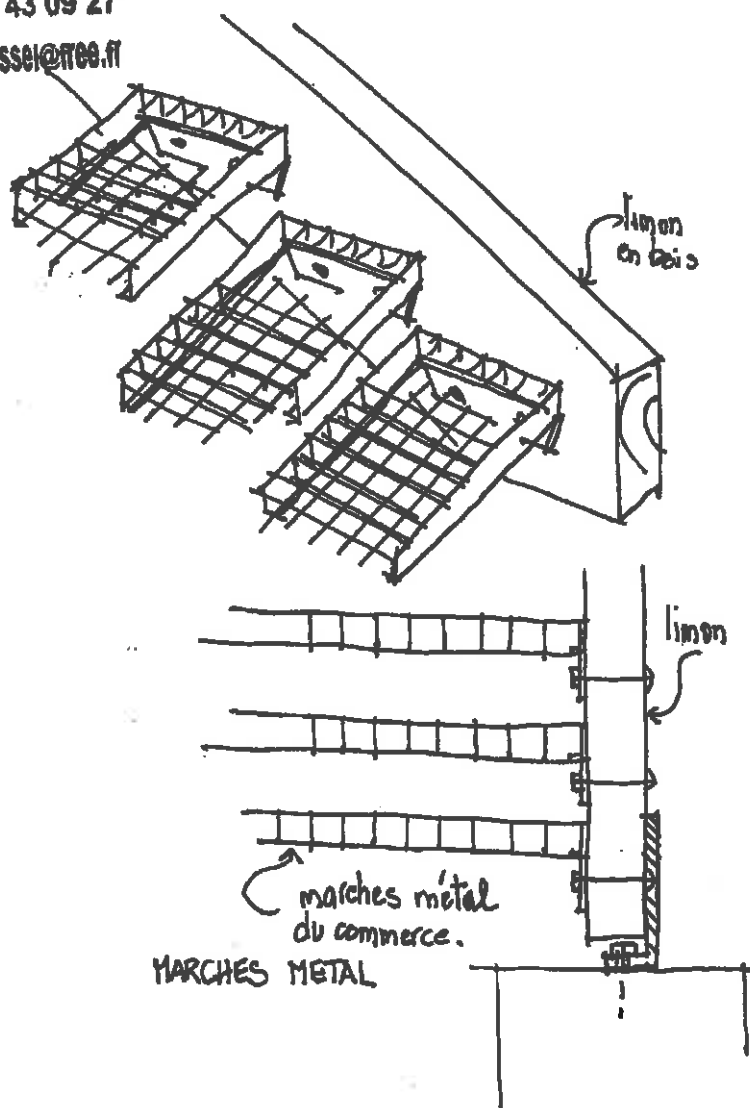 43 09 27
ssel@free.fr
limon
en bois
limon
marches métal
du commerce.
MARCHES METAL